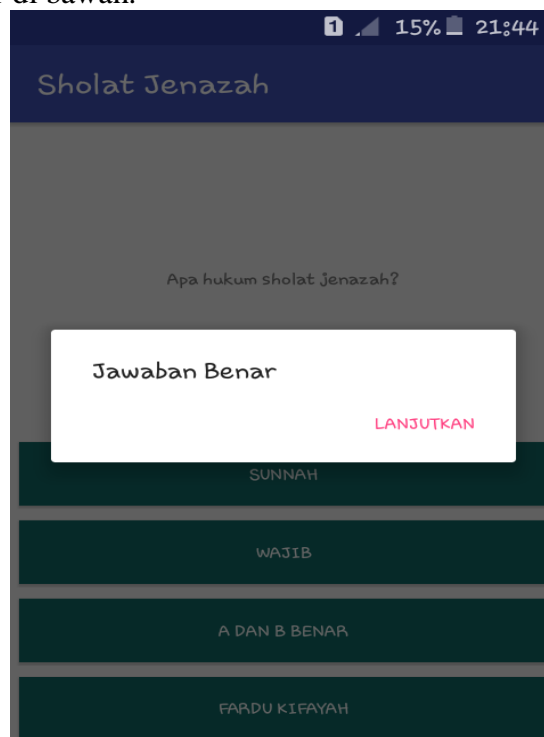 di bawah.
1 15% 21:44
Sholat Jenazah
Apa hukum sholat jenazah?
Jawaban Benar
LANJUTKAN
SUNNAH
WAJIB
A DAN B BENAR
FARDU KIFAYAH